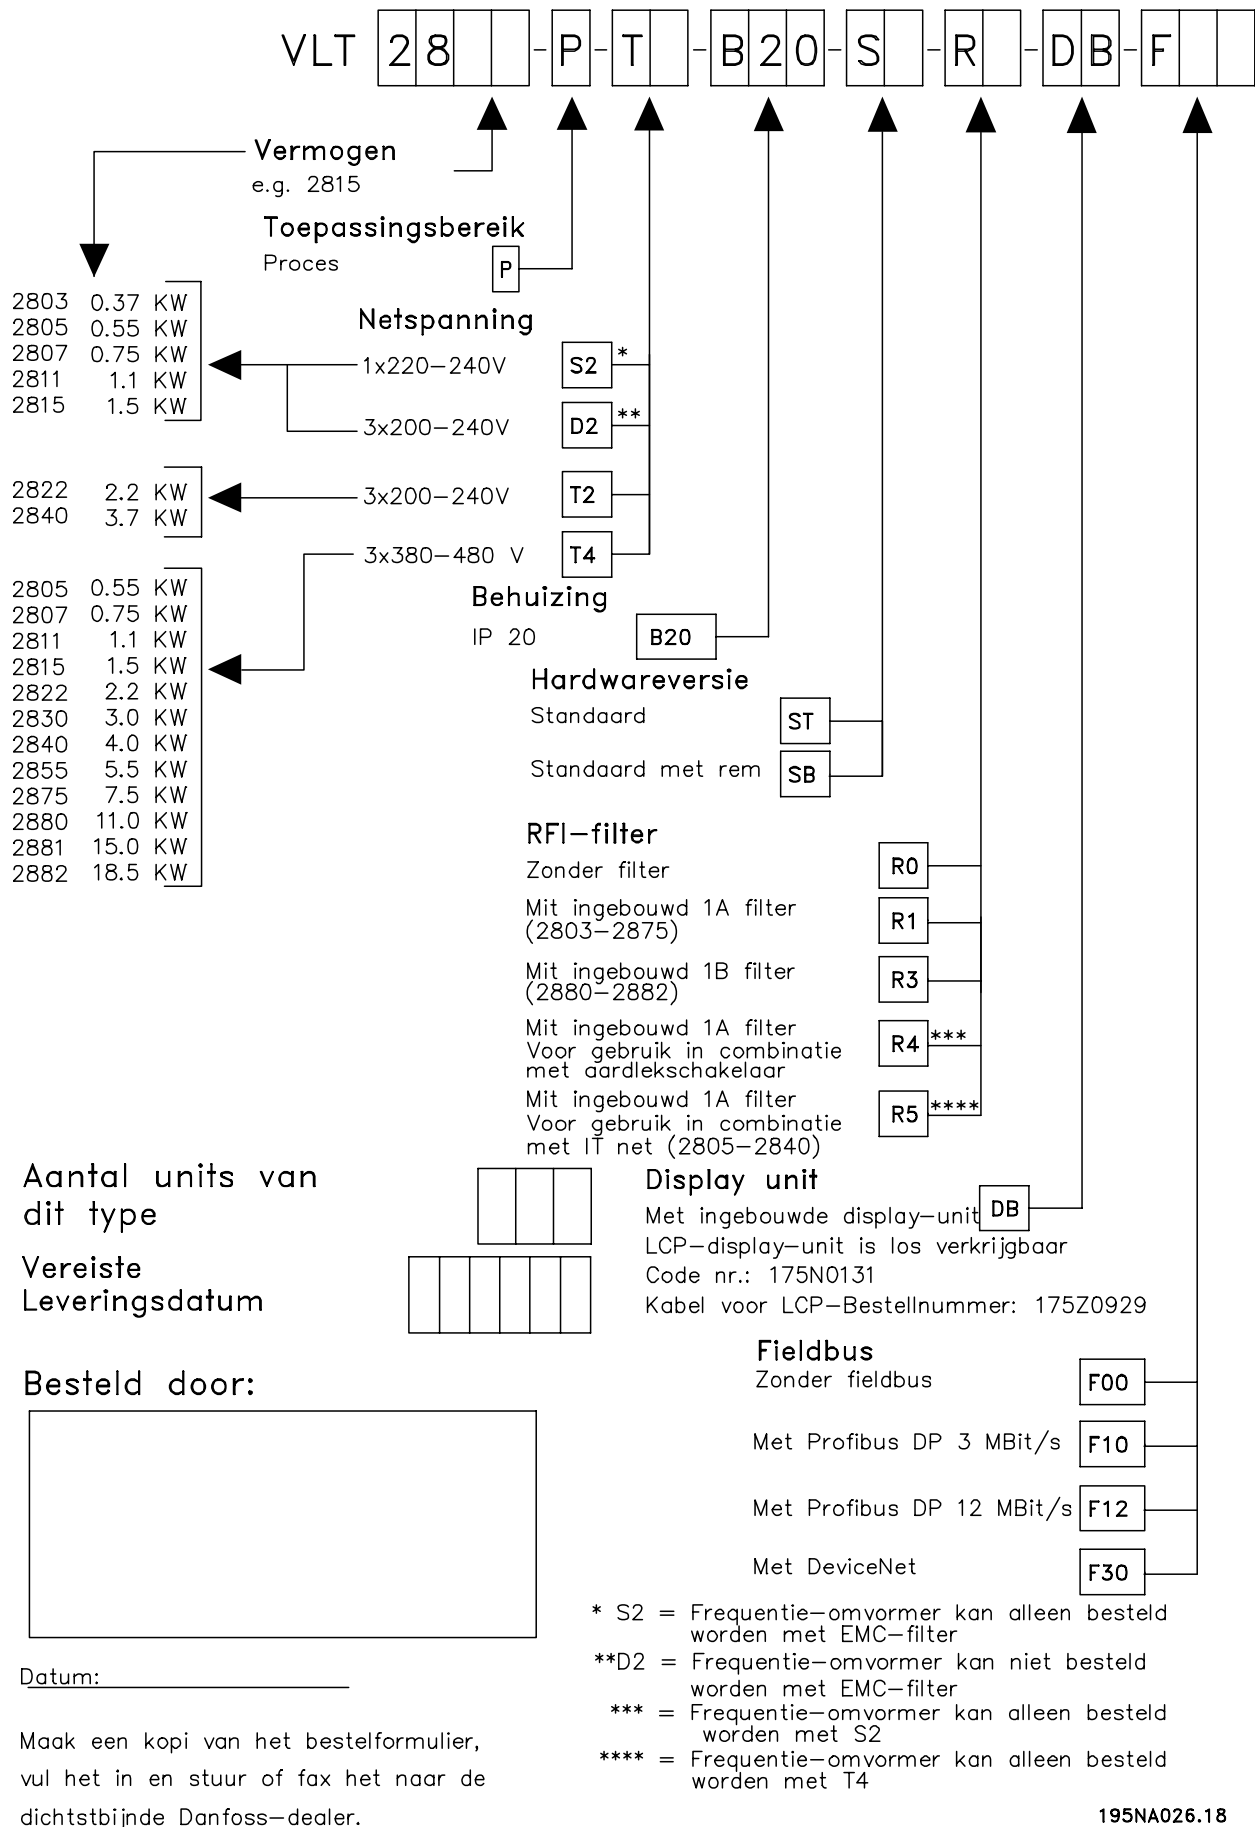 VLT 28 -P-T -B20-S -R -DB-F
Vermogen
e.g. 2815
Toepassingsbereik
Proces P
2803 0.37 KW
2805 0.55 KW
2807 0.75 KW
2811 1.1 KW
2815 1.5 KW
Netspanning
1x220-240V S2 *
3x200-240V D2 **
2822 2.2 KW
2840 3.7 KW
3x200-240V T2
3x380-480 V T4
2805 0.55 KW
2807 0.75 KW
2811 1.1 KW
2815 1.5 KW
2822 2.2 KW
2830 3.0 KW
2840 4.0 KW
2855 5.5 KW
2875 7.5 KW
2880 11.0 KW
2881 15.0 KW
2882 18.5 KW
Behuizing
IP 20 B20
Hardwareversie
Standaard ST
Standaard met rem SB
RFI-filter
Zonder filter R0
Mit ingebouwd 1A filter
(2803-2875) R1
Mit ingebouwd 1B filter
(2880-2882) R3
Mit ingebouwd 1A filter
Voor gebruik in combinatie R4 ***
met aardlekschakelaar
Mit ingebouwd 1A filter
Voor gebruik in combinatie R5 ****
met IT net (2805-2840)
Aantal units van
dit type
Display unit
Met ingebouwde display-unit DB
LCP-display-unit is los verkrijgbaar
Code nr.: 175N0131
Kabel voor LCP-Bestellnummer: 175Z0929
Vereiste
Leveringsdatum
Fieldbus
Zonder fieldbus F00
Met Profibus DP 3 MBit/s F10
Met Profibus DP 12 MBit/s F12
Met DeviceNet F30
Besteld door:
* S2 = Frequentie-omvormer kan alleen besteld
worden met EMC-filter
**D2 = Frequentie-omvormer kan niet besteld
worden met EMC-filter
*** = Frequentie-omvormer kan alleen besteld
worden met S2
**** = Frequentie-omvormer kan alleen besteld
worden met T4
Datum:
Maak een kopi van het bestelformulier,
vul het in en stuur of fax het naar de
dichtstbijnde Danfoss-dealer.
195NA026.18